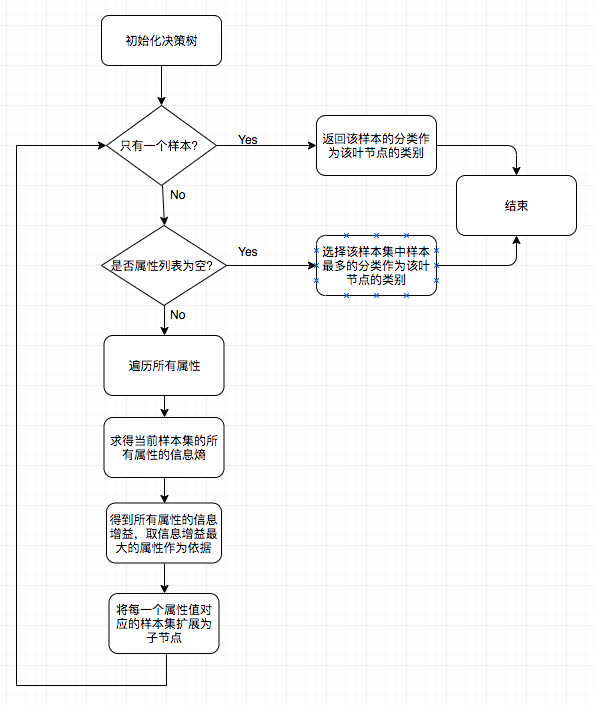 初始化决策树
只有一个样本?
Yes
返回该样本的分类作
为该叶节点的类别
结束
No
是否属性列表为空?
Yes
选择该样本集中样本
最多的分类作为该叶
节点的类别
No
遍历所有属性
求得当前样本集的所
有属性的信息熵
得到所有属性的信息
增益，取信息增益最
大的属性作为依据
将每一个属性值对
应的样本集扩展为
子节点